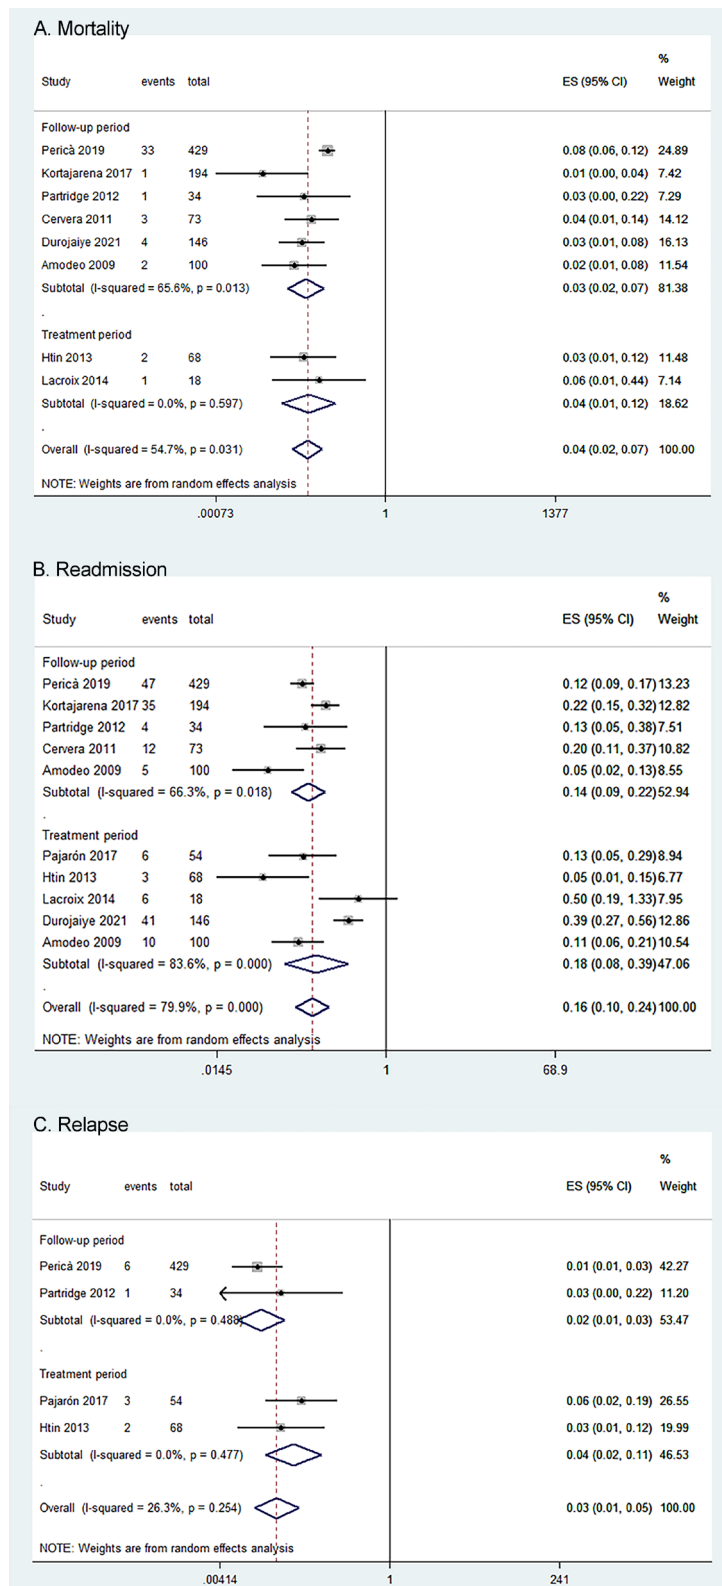 A. Mortality
%
Study events total ES (95% CI) Weight
Follow-up period
Pericà 2019 33 429 0.08 (0.06, 0.12) 24.89
Kortajarena 2017 1 194 0.01 (0.00, 0.04) 7.42
Partridge 2012 1 34 0.03 (0.00, 0.22) 7.29
Cervera 2011 3 73 0.04 (0.01, 0.14) 14.12
Durojaiye 2021 4 146 0.03 (0.01, 0.08) 16.13
Amodeo 2009 2 100 0.02 (0.01, 0.08) 11.54
Subtotal (I-squared = 65.6%, p = 0.013) 0.03 (0.02, 0.07) 81.38
.
Treatment period
Htin 2013 2 68 0.03 (0.01, 0.12) 11.48
Lacroix 2014 1 18 0.06 (0.01, 0.44) 7.14
Subtotal (I-squared = 0.0%, p = 0.597) 0.04 (0.01, 0.12) 18.62
.
Overall (I-squared = 54.7%, p = 0.031) 0.04 (0.02, 0.07) 100.00
NOTE: Weights are from random effects analysis
.00073 1 1377
B. Readmission
%
Study events total ES (95% CI) Weight
Follow-up period
Pericà 2019 47 429 0.12 (0.09, 0.17) 13.23
Kortajarena 2017 35 194 0.22 (0.15, 0.32) 12.82
Partridge 2012 4 34 0.13 (0.05, 0.38) 7.51
Cervera 2011 12 73 0.20 (0.11, 0.37) 10.82
Amodeo 2009 5 100 0.05 (0.02, 0.13) 8.55
Subtotal (I-squared = 66.3%, p = 0.018) 0.14 (0.09, 0.22) 52.94
.
Treatment period
Pajarón 2017 6 54 0.13 (0.05, 0.29) 8.94
Htin 2013 3 68 0.05 (0.01, 0.15) 6.77
Lacroix 2014 6 18 0.50 (0.19, 1.33) 7.95
Durojaiye 2021 41 146 0.39 (0.27, 0.56) 12.86
Amodeo 2009 10 100 0.11 (0.06, 0.21) 10.54
Subtotal (I-squared = 83.6%, p = 0.000) 0.18 (0.08, 0.39) 47.06
.
Overall (I-squared = 79.9%, p = 0.000) 0.16 (0.10, 0.24) 100.00
NOTE: Weights are from random effects analysis
.0145 1 68.9
C. Relapse
%
Study events total ES (95% CI) Weight
Follow-up period
Pericà 2019 6 429 0.01 (0.01, 0.03) 42.27
Partridge 2012 1 34 0.03 (0.00, 0.22) 11.20
Subtotal (I-squared = 0.0%, p = 0.488) 0.02 (0.01, 0.03) 53.47
.
Treatment period
Pajarón 2017 3 54 0.06 (0.02, 0.19) 26.55
Htin 2013 2 68 0.03 (0.01, 0.12) 19.99
Subtotal (I-squared = 0.0%, p = 0.477) 0.04 (0.02, 0.11) 46.53
.
Overall (I-squared = 26.3%, p = 0.254) 0.03 (0.01, 0.05) 100.00
NOTE: Weights are from random effects analysis
.00414 1 241